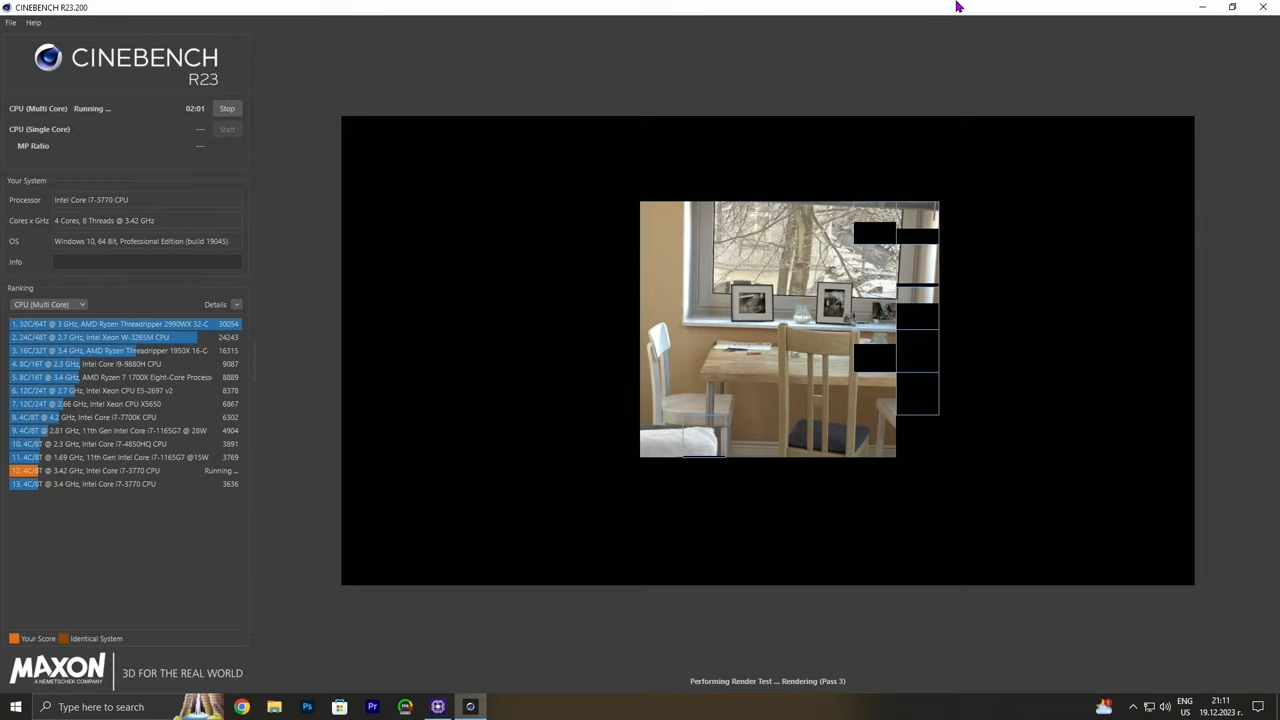 CINEBENCH R23.200
File Help
CINEBENCH
R23
CPU (Multi Core) Running ... 02:01 Stop
CPU (Single Core) --- Start
MP Ratio ---
Your System
Processor Intel Core i7-3770 CPU
Cores x GHz 4 Cores, 8 Threads @ 3.42 GHz
OS Windows 10, 64 Bit, Professional Edition (build 19045)
Info
Ranking
CPU (Multi Core) Details
1. 32C/64T @ 3 GHz, AMD Ryzen Threadripper 2990WX 32-C 30054
2. 24C/48T @ 2.7 GHz, Intel Xeon W-3265M CPU 24243
3. 16C/32T @ 3.4 GHz, AMD Ryzen Threadripper 1950X 16-C 16315
4. 8C/16T @ 2.3 GHz, Intel Core i9-9880H CPU 9087
5. 8C/16T @ 3.4 GHz, AMD Ryzen 7 1700X Eight-Core Process 8889
6. 12C/24T @ 2.7 GHz, Intel Xeon CPU E5-2697 v2 8378
7. 12C/24T @ 2.66 GHz, Intel Xeon CPU X5650 6867
8. 4C/8T @ 4.2 GHz, Intel Core i7-7700K CPU 6302
9. 4C/8T @ 2.81 GHz, 11th Gen Intel Core i7-1165G7 @ 28W 4904
10. 4C/8T @ 2.3 GHz, Intel Core i7-4850HQ CPU 3891
11. 4C/8T @ 1.69 GHz, 11th Gen Intel Core i7-1165G7 @15W 3769
12. 4C/8T @ 3.42 GHz, Intel Core i7-3770 CPU Running ...
13. 4C/8T @ 3.4 GHz, Intel Core i7-3770 CPU 3636
Your Score Identical System
MAXON
A NEMETSCHEK COMPANY
3D FOR THE REAL WORLD
Performing Render Test ... Rendering (Pass 3)
Type here to search
Ps
Pr
ENG
УС
21:11
19.12.2023 г.